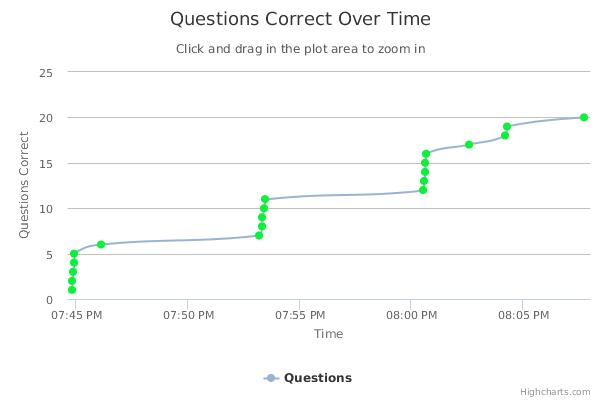 Questions Correct Over Time
Click and drag in the plot area to zoom in
25
20
15
10
5
0
Questions Correct
07:45 PM 07:50 PM 07:55 PM 08:00 PM 08:05 PM
Time
Questions
Highcharts.com